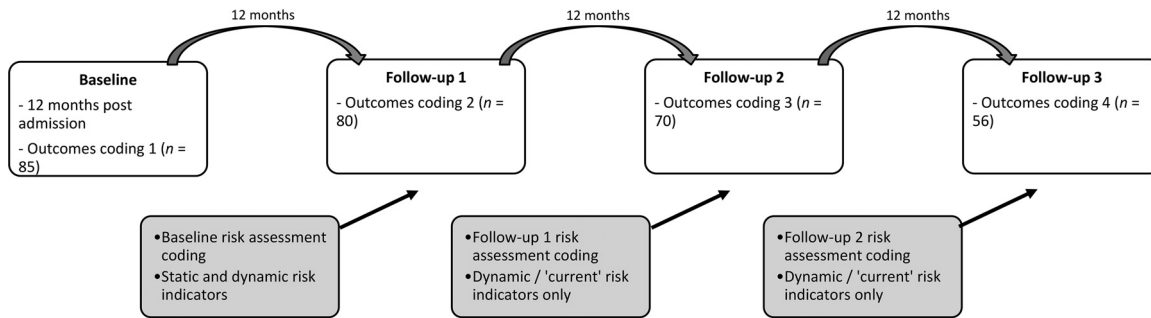 12 months
12 months
12 months
Baseline
- 12 months post
admission
- Outcomes coding 1 (n =
85)
Follow-up 1
- Outcomes coding 2 (n =
80)
Follow-up 2
- Outcomes coding 3 (n =
70)
Follow-up 3
- Outcomes coding 4 (n =
56)
•Baseline risk assessment
coding
•Static and dynamic risk
indicators
•Follow-up 1 risk
assessment coding
•Dynamic / 'current' risk
indicators only
•Follow-up 2 risk
assessment coding
•Dynamic / 'current' risk
indicators only